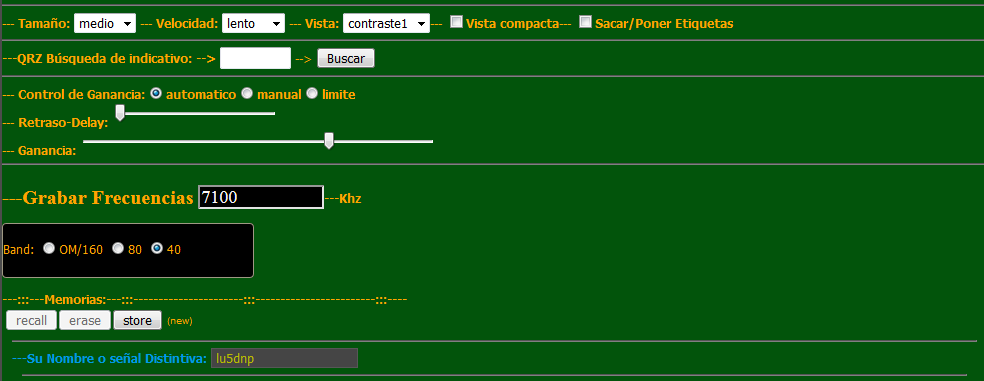 --- Tamaño: medio --- Velocidad: lento --- Vista: contraste1 --- Vista compacta--- Sacar/Poner Etiquetas
---QRZ Búsqueda de indicativo: --> --> Buscar
--- Control de Ganancia: automatico manual limite
--- Retraso-Delay:
--- Ganancia:
----Grabar Frecuencias 7100 ---Khz
Band: OM/160 80 40
---:::---Memorias:---:::----------------------:::------------------------:::----
recall erase store (new)
---Su Nombre o señal Distintiva: lu5dnp